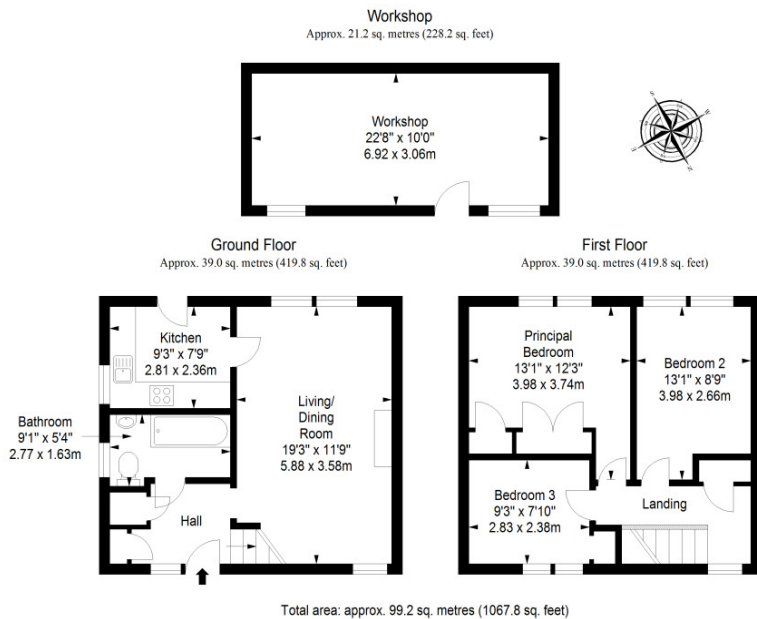 Workshop
Approx. 21.2 sq. metres (228.2 sq. feet)
Workshop
22'8" x 10'0"
6.92 x 3.06m
S
W
E
N
Ground Floor
Approx. 39.0 sq. metres (419.8 sq. feet)
Kitchen
9'3" x 7'9"
2.81 x 2.36m
Bathroom
9'1" x 5'4"
2.77 x 1.63m
Living/
Dining
Room
19'3" x 11'9"
5.88 x 3.58m
Hall
First Floor
Approx. 39.0 sq. metres (419.8 sq. feet)
Principal
Bedroom
13'1" x 12'3"
3.98 x 3.74m
Bedroom 2
13'1" x 8'9"
3.98 x 2.66m
Bedroom 3
9'3" x 7'10"
2.83 x 2.38m
Landing
Total area: approx. 99.2 sq. metres (1067.8 sq. feet)